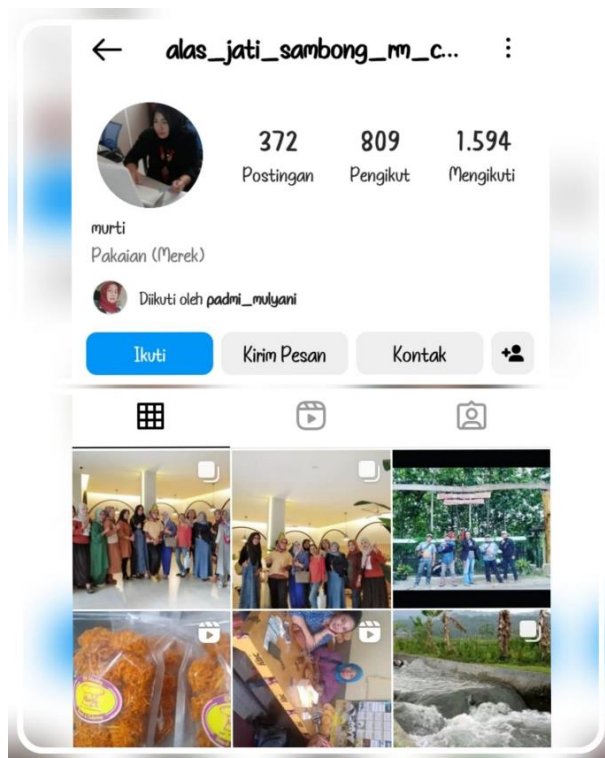 alas_jati_sambong_rm_c...
372 809 1.594
Postingan Pengikut Mengikuti
murti
Pakaian (Merek)
Diikuti oleh padmi_mulyani
Ikuti Kirim Pesan Kontak